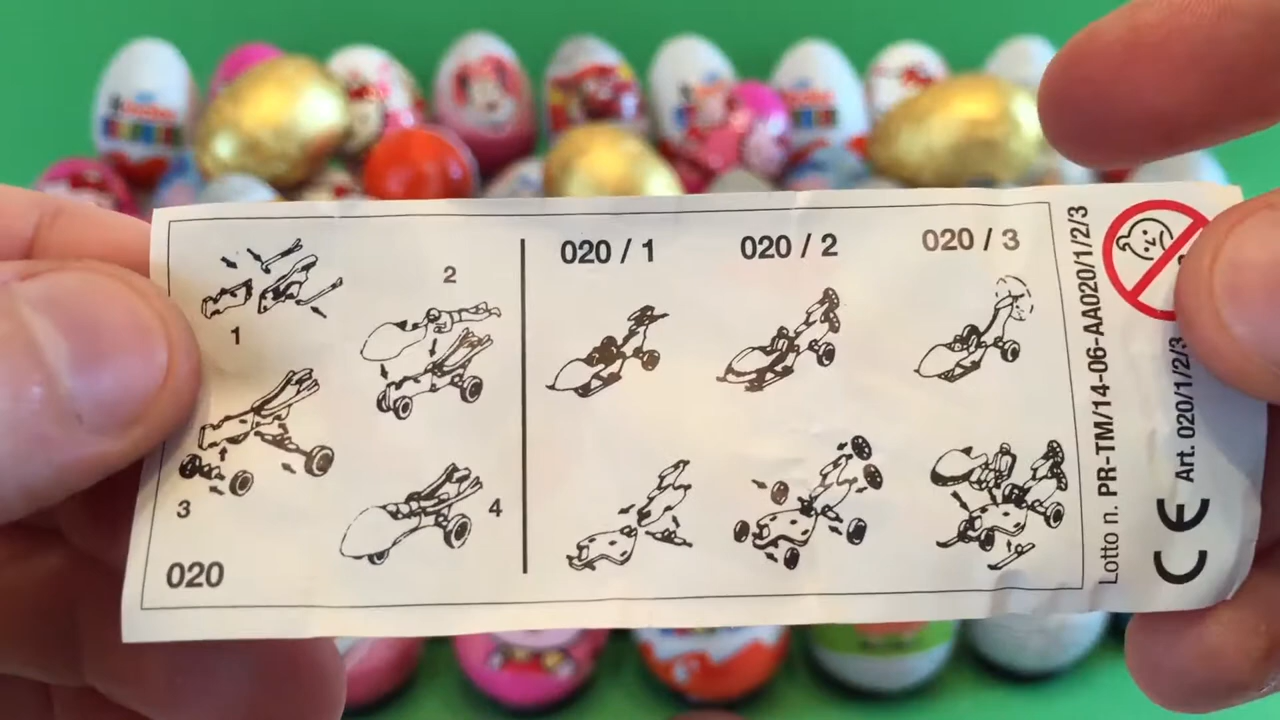 1
2
3
4
020
020 / 1
020 / 2
020 / 3
Lotto n. PR-TM/14-06-AA020/1/2/3
Art. 020/1/2/3
CE